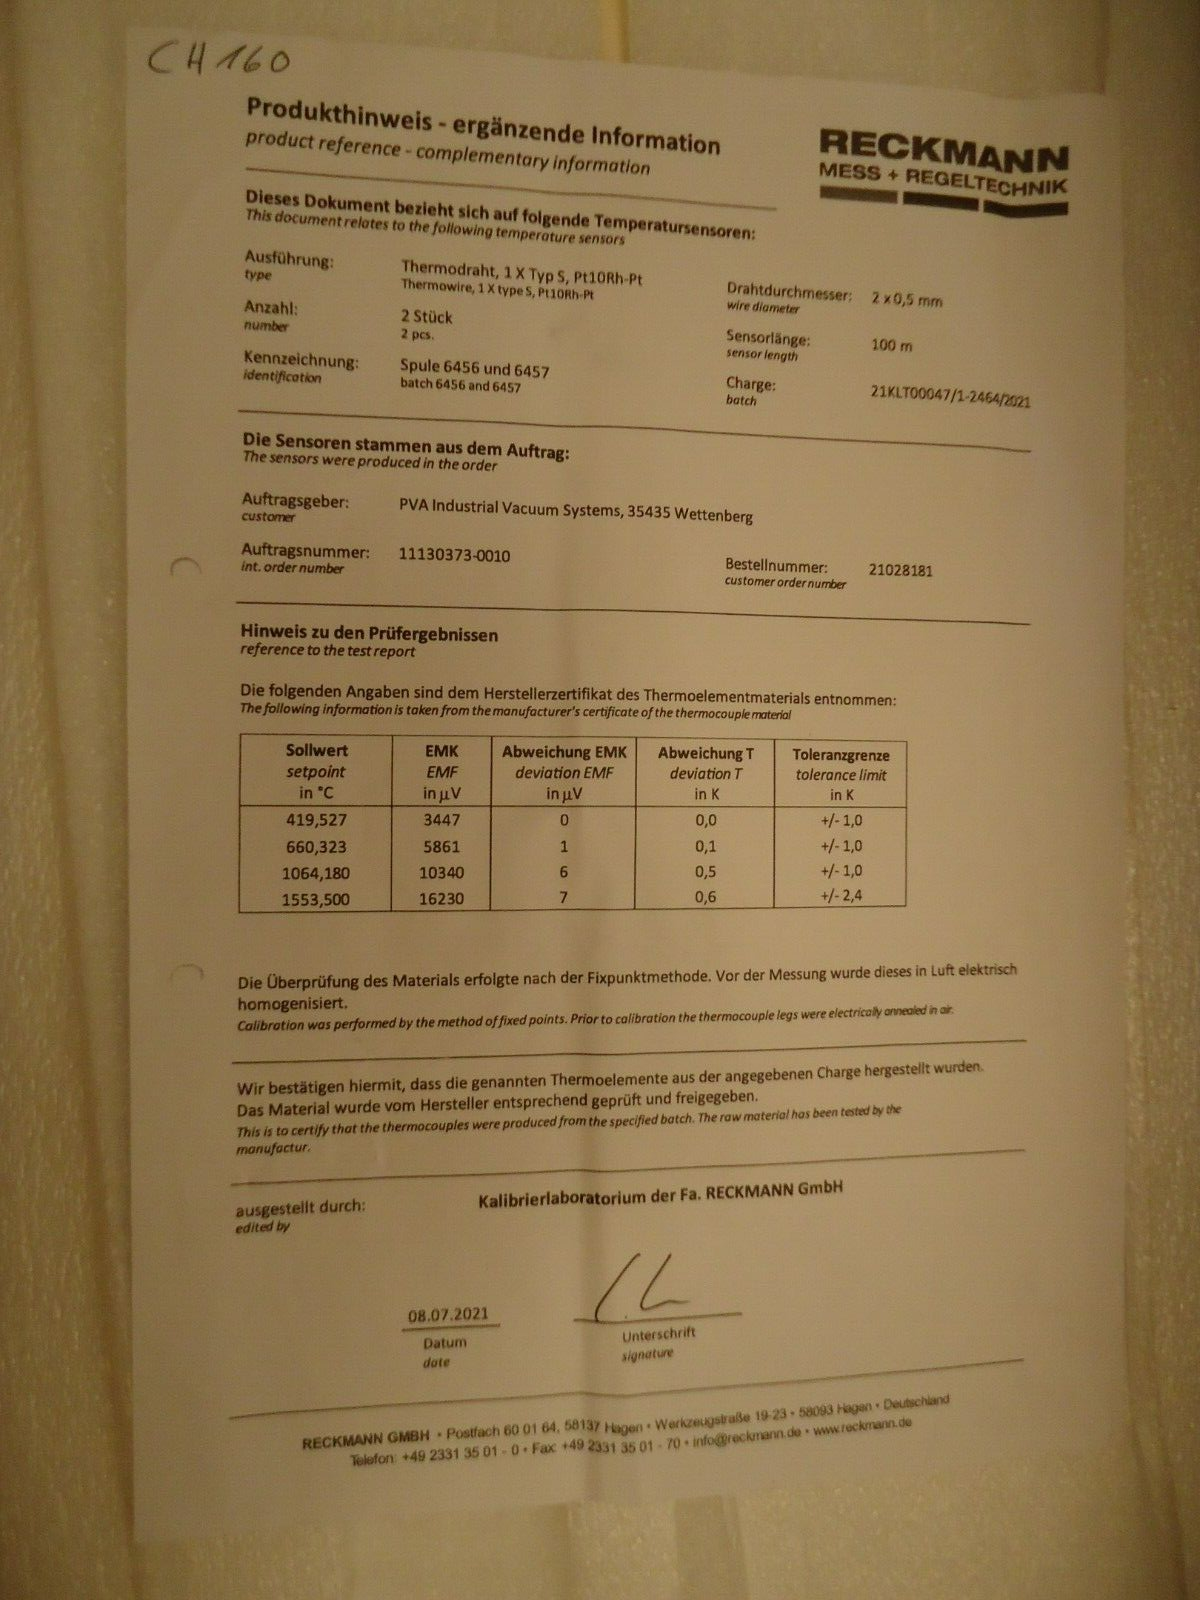 CH 160
Produkthinweis - ergänzende Information
product reference - complementary information
RECKMANN
MESS + REGELTECHNIK
Dieses Dokument bezieht sich auf folgende Temperatursensoren:
This document relates to the following temperature sensors
Ausführung: Thermodraht, 1 X Typ S, Pt10Rh-Pt Drahtdurchmesser: 2 x 0,5 mm
type Thermowire, 1 X type S, Pt10Rh-Pt wire diameter
Anzahl: 2 Stück Sensorlänge: 100 m
number 2 pcs. sensor length
Kennzeichnung: Spule 6456 und 6457 Charge: 21KLT00047/1-2464/2021
identification batch 6456 and 6457 batch
Die Sensoren stammen aus dem Auftrag:
The sensors were produced in the order
Auftragsgeber: PVA Industrial Vacuum Systems, 35435 Wettenberg
customer
Auftragsnummer: 11130373-0010 Bestellnummer: 21028181
int. order number customer order number
Hinweis zu den Prüfergebnissen
reference to the test report
Die folgenden Angaben sind dem Herstellerzertifikat des Thermoelementmaterials entnommen:
The following information is taken from the manufacturer's certificate of the thermocouple material
Sollwert EMK Abweichung EMK Abweichung T Toleranzgrenze
setpoint EMF deviation EMF deviation T tolerance limit
in °C in µV in µV in K in K
419,527 3447 0 0,0 +/- 1,0
660,323 5861 1 0,1 +/- 1,0
1064,180 10340 6 0,5 +/- 1,0
1553,500 16230 7 0,6 +/- 2,4
Die Überprüfung des Materials erfolgte nach der Fixpunktmethode. Vor der Messung wurde dieses in Luft elektrisch
homogenisiert.
Calibration was performed by the method of fixed points. Prior to calibration the thermocouple legs were electrically annealed in air.
Wir bestätigen hiermit, dass die genannten Thermoelemente aus der angegebenen Charge hergestellt wurden.
Das Material wurde vom Hersteller entsprechend geprüft und freigegeben.
This is to certify that the thermocouples were produced from the specified batch. The raw material has been tested by the
manufactur.
ausgestellt durch: Kalibrierlaboratorium der Fa. RECKMANN GmbH
edited by
08.07.2021
Datum Unterschrift
date signature
RECKMANN GMBH • Postfach 60 01 64, 58137 Hagen • Werkzeugstraße 19-23 • 58093 Hagen • Deutschland
Telefon: +49 2331 35 01 - 0 • Fax: +49 2331 35 01 - 70 • info@reckmann.de • www.reckmann.de